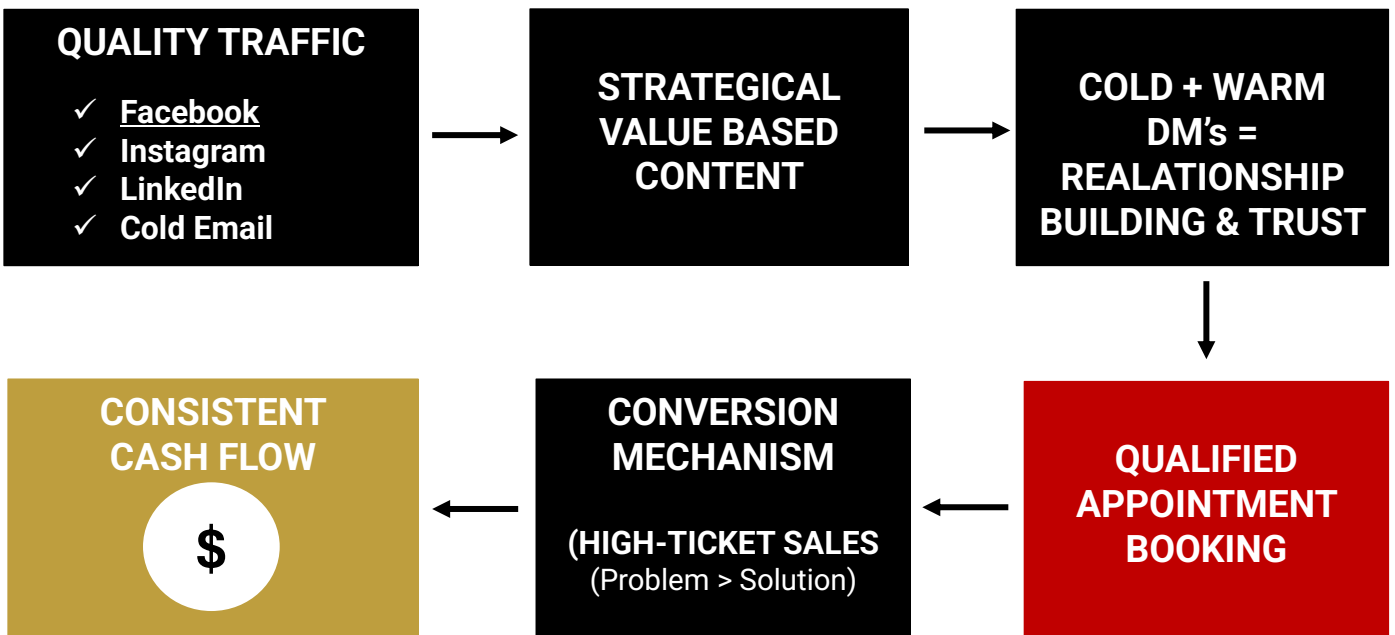 QUALITY TRAFFIC
✓ Facebook
✓ Instagram
✓ LinkedIn
✓ Cold Email
STRATEGICAL
VALUE BASED
CONTENT
COLD + WARM
DM’s =
REALATIONSHIP
BUILDING & TRUST
QUALIFIED
APPOINTMENT
BOOKING
CONVERSION
MECHANISM
(HIGH-TICKET SALES
(Problem > Solution)
CONSISTENT
CASH FLOW
$